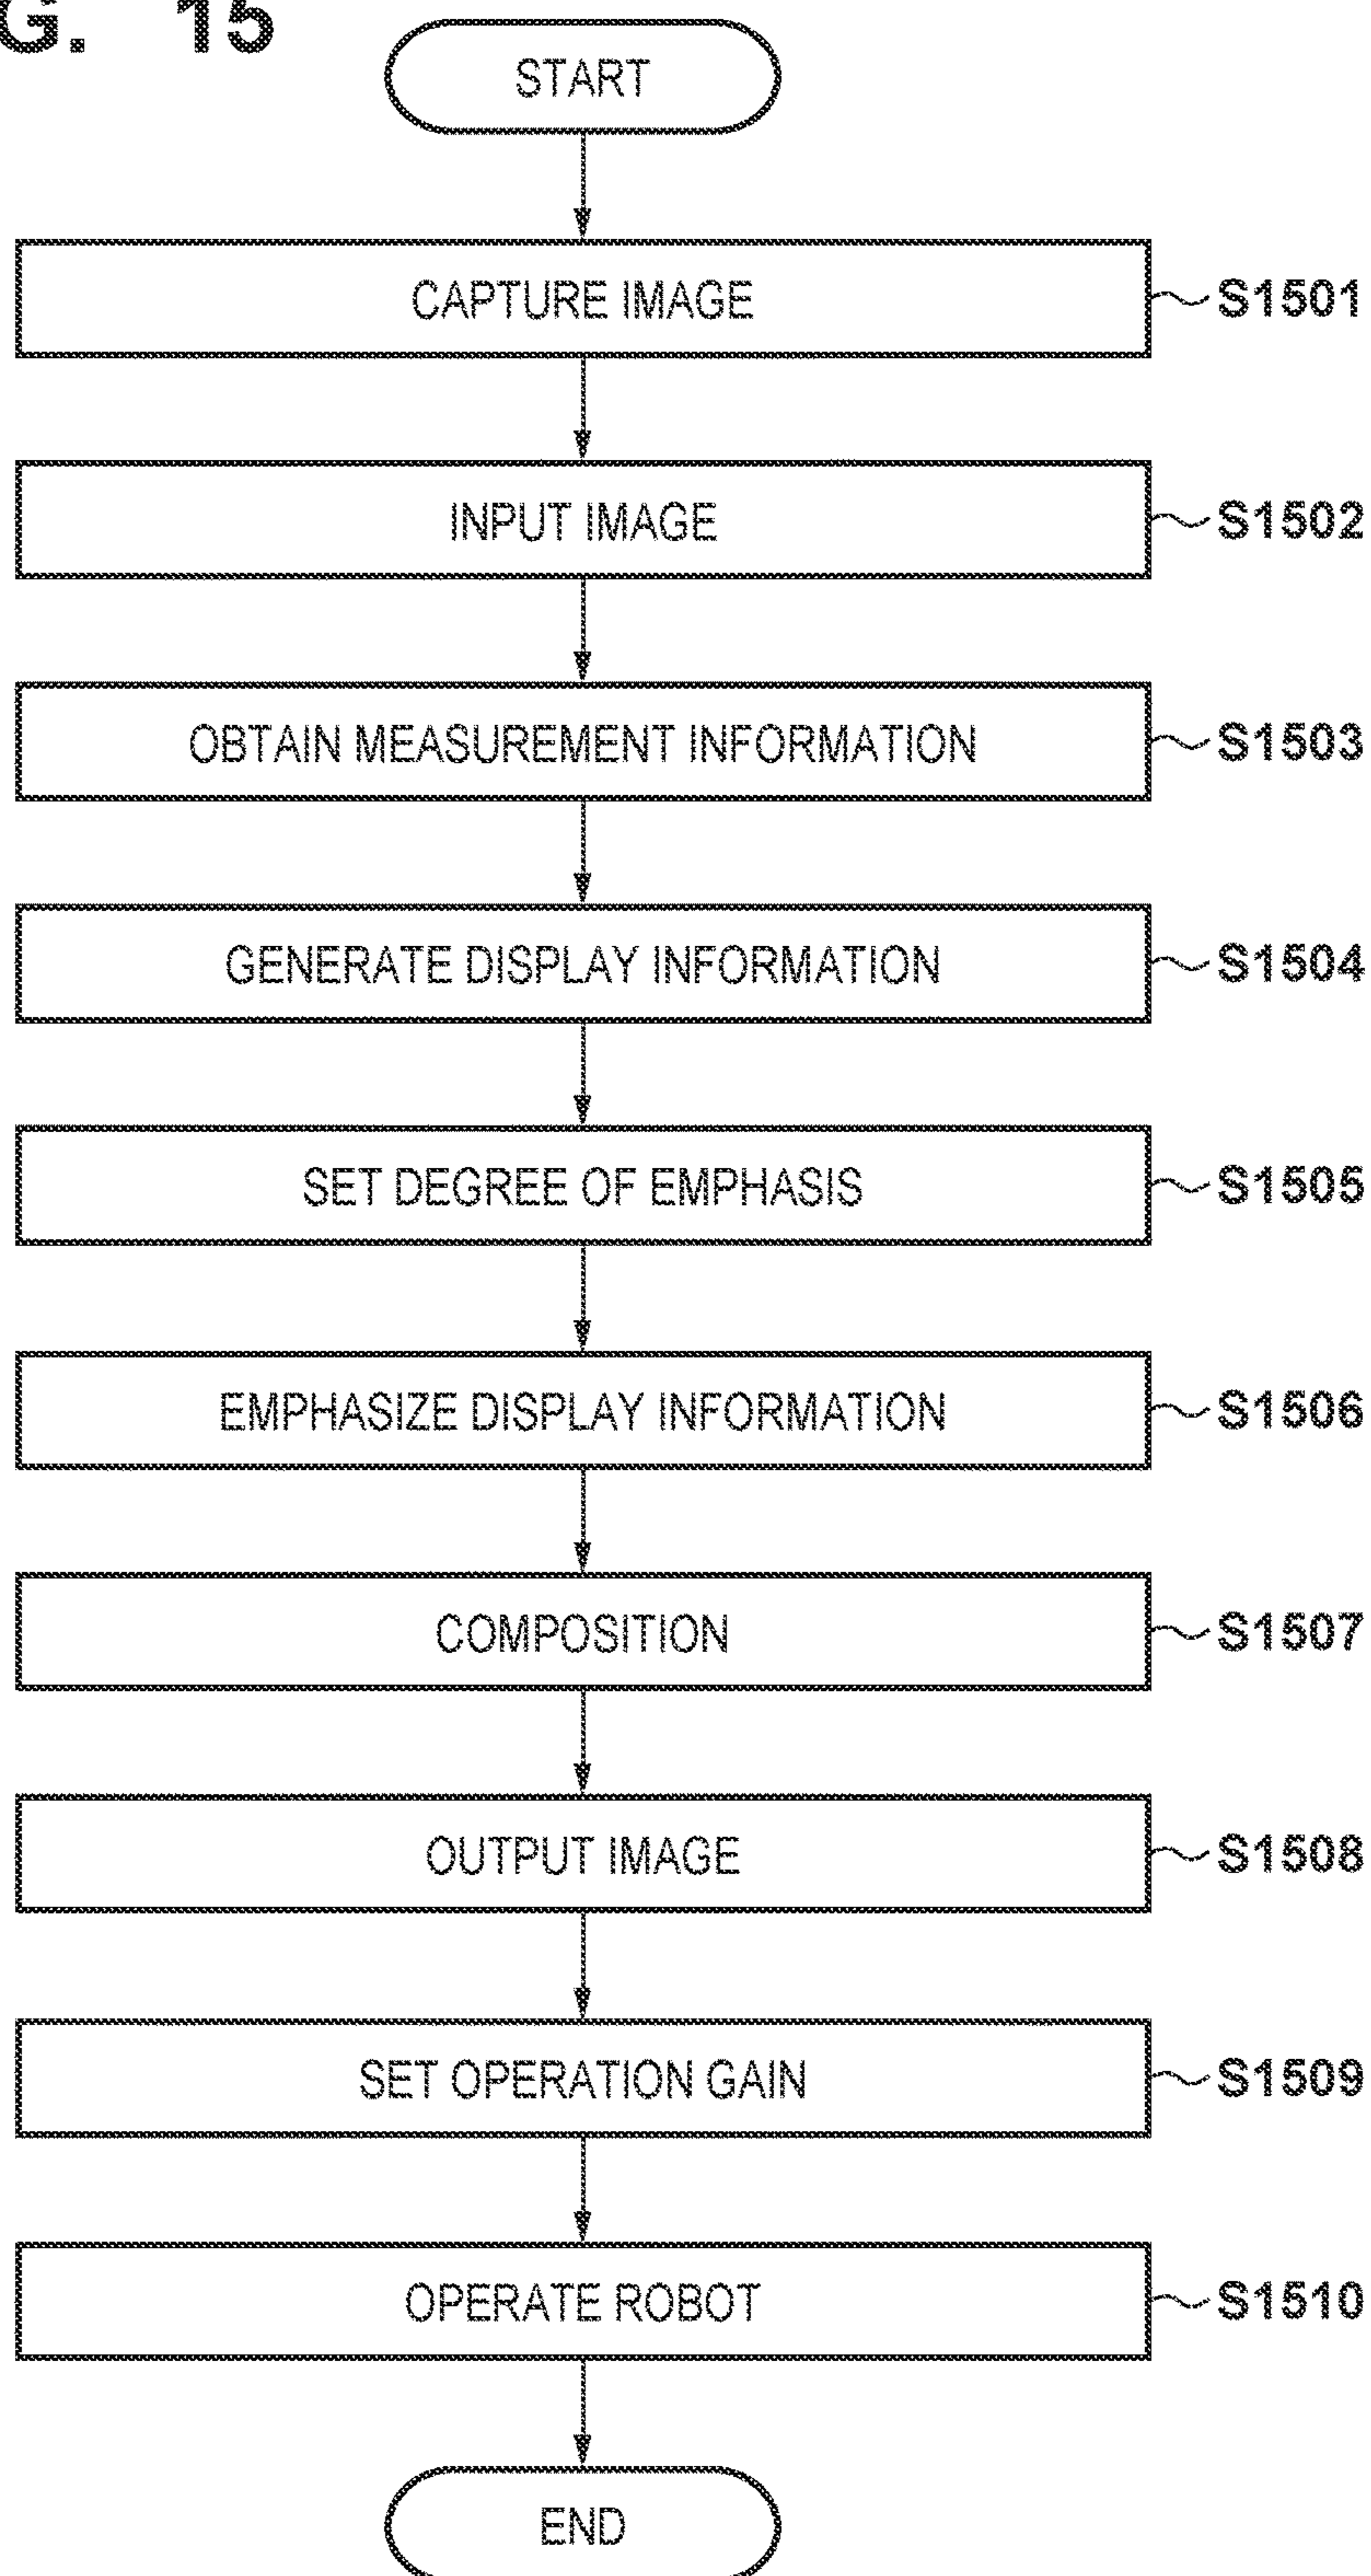 G. 15
START
CAPTURE IMAGE
S1501
INPUT IMAGE
S1502
OBTAIN MEASUREMENT INFORMATION
S1503
GENERATE DISPLAY INFORMATION
S1504
SET DEGREE OF EMPHASIS
S1505
EMPHASIZE DISPLAY INFORMATION
S1506
COMPOSITION
S1507
OUTPUT IMAGE
S1508
SET OPERATION GAIN
S1509
OPERATE ROBOT
S1510
END